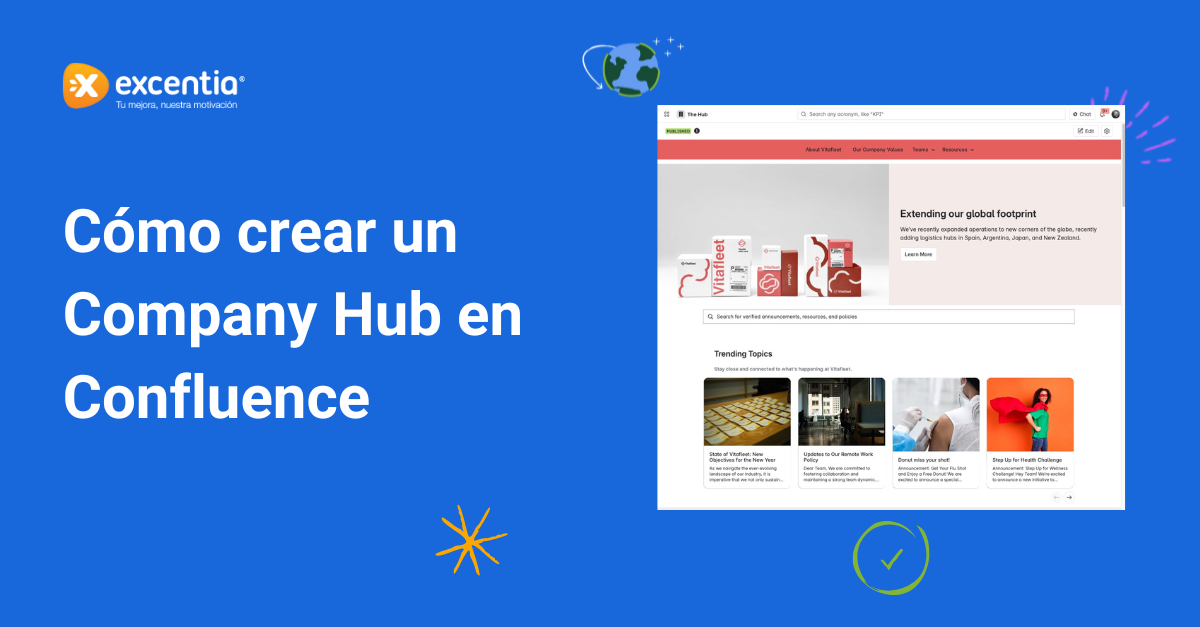 excentia®
Tu mejora, nuestra motivación
Cómo crear un
Company Hub en
Confluence
The Hub
Search any acronym, like "KPI"
Chat
9+
PUBLISHED
Edit
About Vitafleet
Our Company Values
Teams
Resources
Vitafleet
Vitafleet
Vitafleet
Vitafleet
Extending our global footprint
We've recently expanded operations to new corners of the globe, recently
adding logistics hubs in Spain, Argentina, Japan, and New Zealand.
Learn More
Search for verified announcements, resources, and policies
Trending Topics
Stay close and connected to what's happening at Vitafleet.
State of Vitafleet: New
Objectives for the New Year
As we navigate the ever-evolving
landscape of our industry, it is
imperative that we not only sustain...
Updates to Our Remote Work
Policy
Dear Team, We are committed to
fostering collaboration and
maintaining a strong team dynamic...
Donut miss your shot!
Announcement: Get Your Flu Shot
and Enjoy a Free Donut! We are
excited to announce a special...
Step Up for Health Challenge
Announcement: Step Up for Wellness
Challenge! Hey Team! We're excited
to announce a new initiative to...